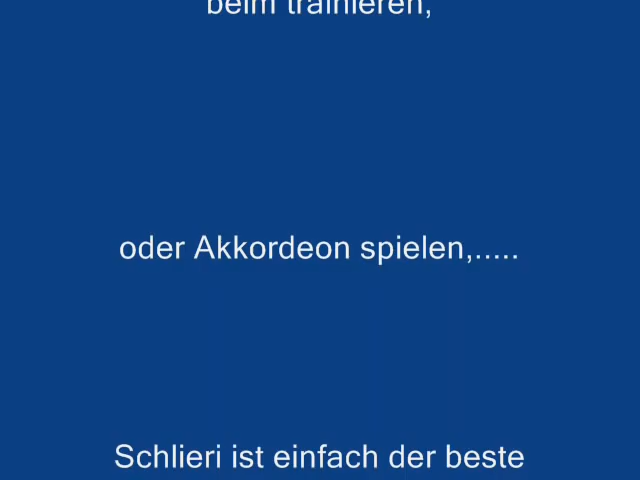 beim trainieren,
oder Akkordeon spielen,.....
Schlieri ist einfach der beste